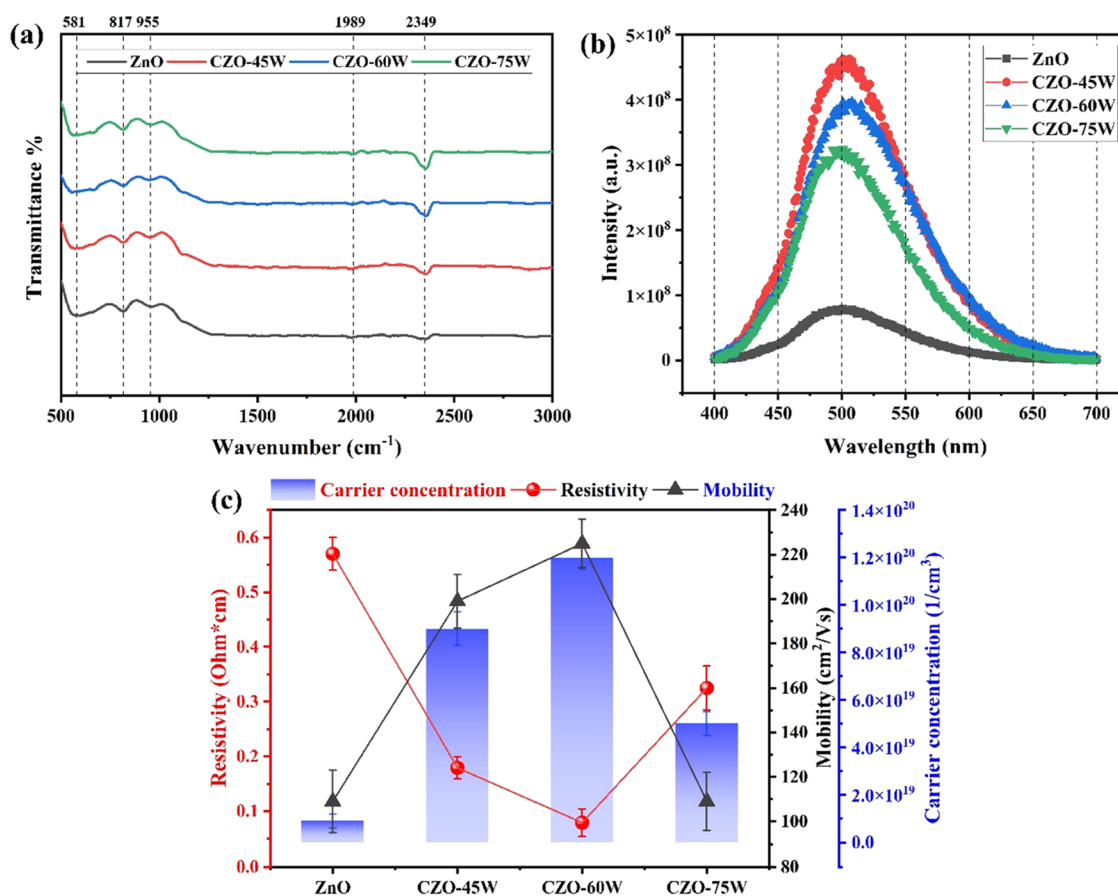 581 817 955 1989 2349
(a)
ZnO CZO-45W CZO-60W CZO-75W
Transmittance %
500 1000 1500 2000 2500 3000
Wavenumber (cm⁻¹)
(b)
ZnO
CZO-45W
CZO-60W
CZO-75W
5×10⁸
4×10⁸
3×10⁸
2×10⁸
1×10⁸
0
Intensity (a.u.)
400 450 500 550 600 650 700
Wavelength (nm)
(c)
Carrier concentration Resistivity Mobility
0.6
0.5
0.4
0.3
0.2
0.1
0.0
Resistivity (Ohm*cm)
240
220
200
180
160
140
120
100
80
Mobility (cm²/Vs)
1.4×10²⁰
1.2×10²⁰
1.0×10²⁰
8.0×10¹⁹
6.0×10¹⁹
4.0×10¹⁹
2.0×10¹⁹
0.0
Carrier concentration (1/cm³)
ZnO CZO-45W CZO-60W CZO-75W